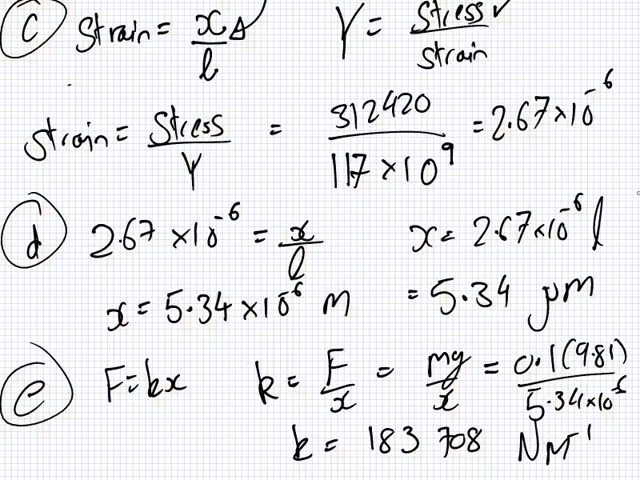 c Strain = x/l Y = Stress/Strain
Strain = Stress/Y = 312420/117×10⁹ = 2.67×10⁻⁶
d 2.67×10⁻⁶ = x/l x = 2.67×10⁻⁶ l
x = 5.34×10⁻⁶ m = 5.34 μm
e F=kx k = F/x = mg/x = 0.1(9.81)/5.34×10⁻⁶
k = 183 708 Nm⁻¹